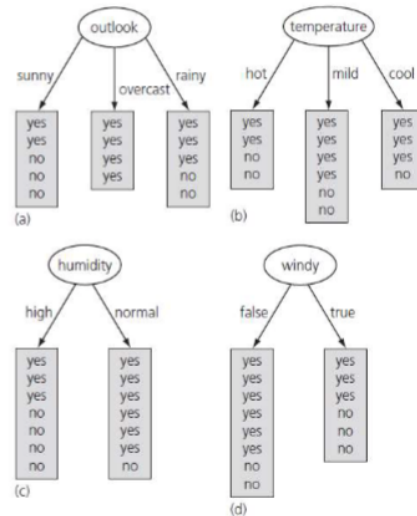 outlook
sunny
overcast
rainy
yes
yes
no
no
no
yes
yes
yes
yes
yes
yes
yes
no
no
(a)
temperature
hot
mild
cool
yes
yes
no
no
yes
yes
yes
yes
no
no
yes
yes
yes
no
(b)
humidity
high
normal
yes
yes
yes
no
no
no
no
yes
yes
yes
yes
yes
yes
no
(c)
windy
false
true
yes
yes
yes
yes
yes
yes
no
no
yes
yes
yes
no
no
no
(d)